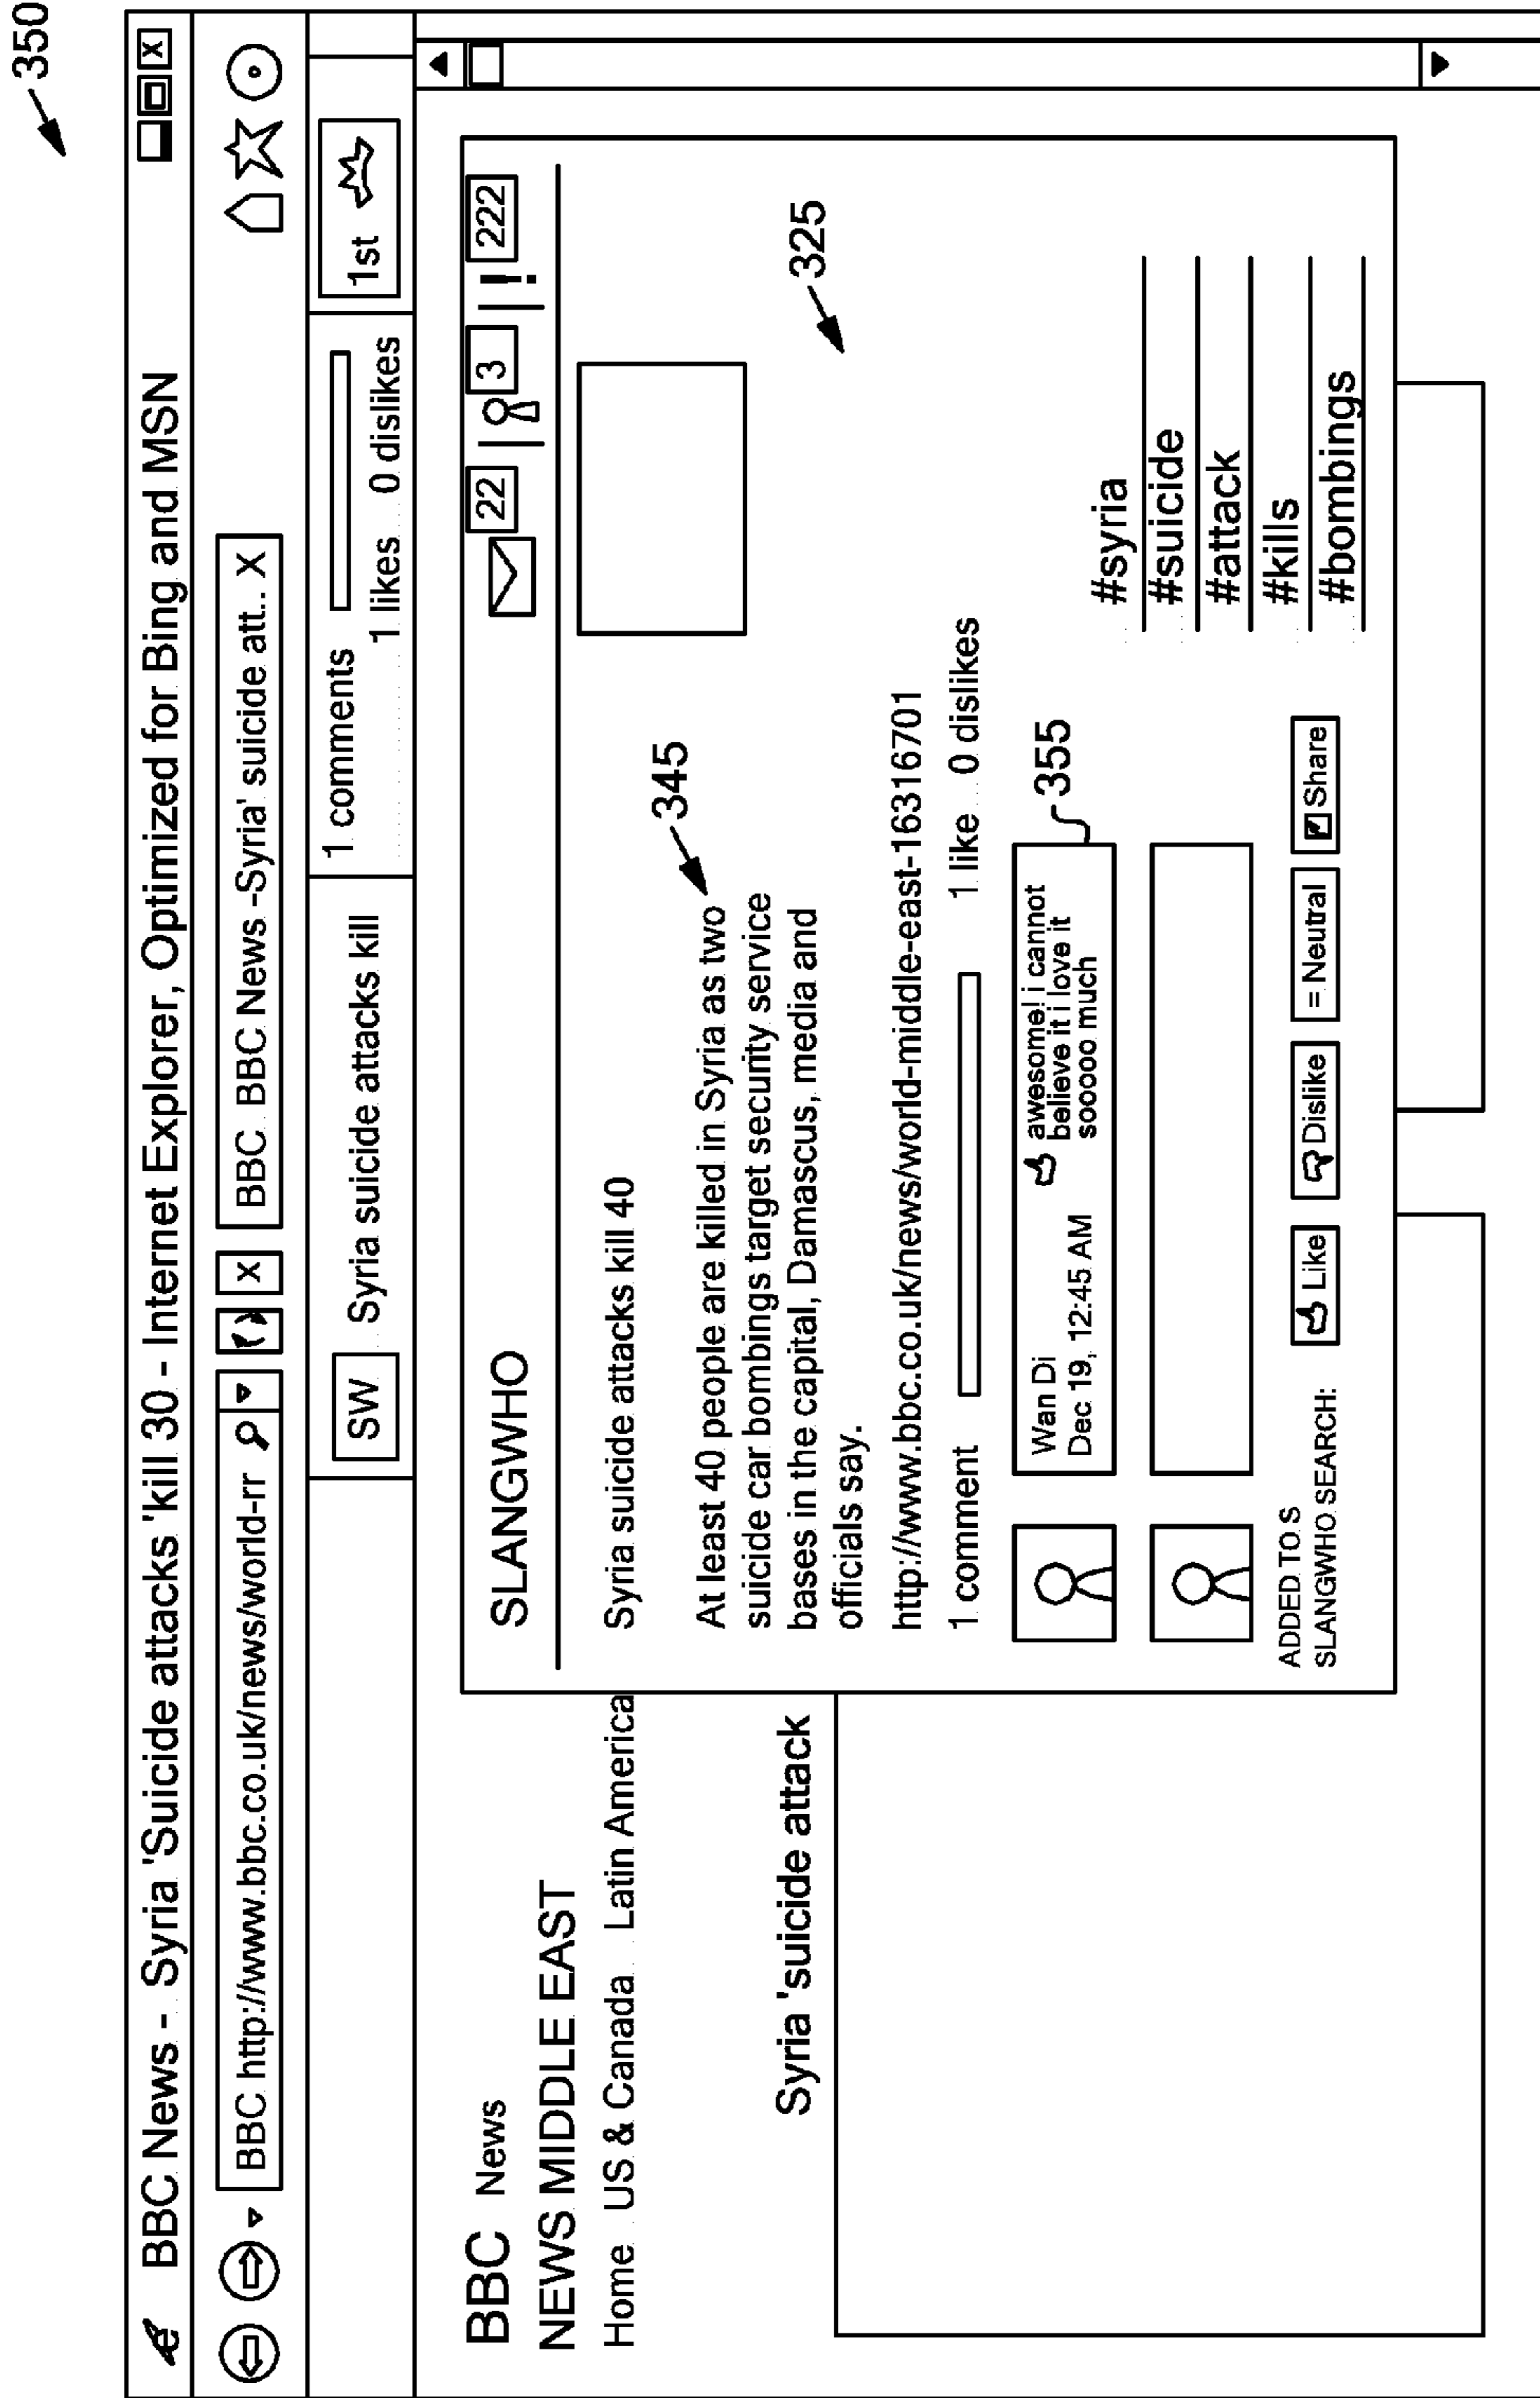 350
BBC News - Syria 'Suicide attacks 'kill 30 - Internet Explorer, Optimized for Bing and MSN
X
BBC http://www.bbc.co.uk/news/world-rr
X
BBC BBC News -Syria' suicide att.. X
SW Syria suicide attacks kill
1 comments
1 likes 0 dislikes
1st
BBC News
NEWS MIDDLE EAST
Home US & Canada Latin America
Syria 'suicide attack
SLANGWHO
22 | 3 | ! 222
Syria suicide attacks kill 40
345
At least 40 people are killed in Syria as two
suicide car bombings target security service
bases in the capital, Damascus, media and
officials say.
325
http://www.bbc.co.uk/news/world-middle-east-16316701
1 comment 1 like 0 dislikes
Wan Di
Dec 19, 12:45 AM
awesome! i cannot
believe it i love it
sooooo much
355
#syria
#suicide
#attack
#kills
#bombings
ADDED TO S
SLANGWHO SEARCH:
Like
Dislike
= Neutral
Share